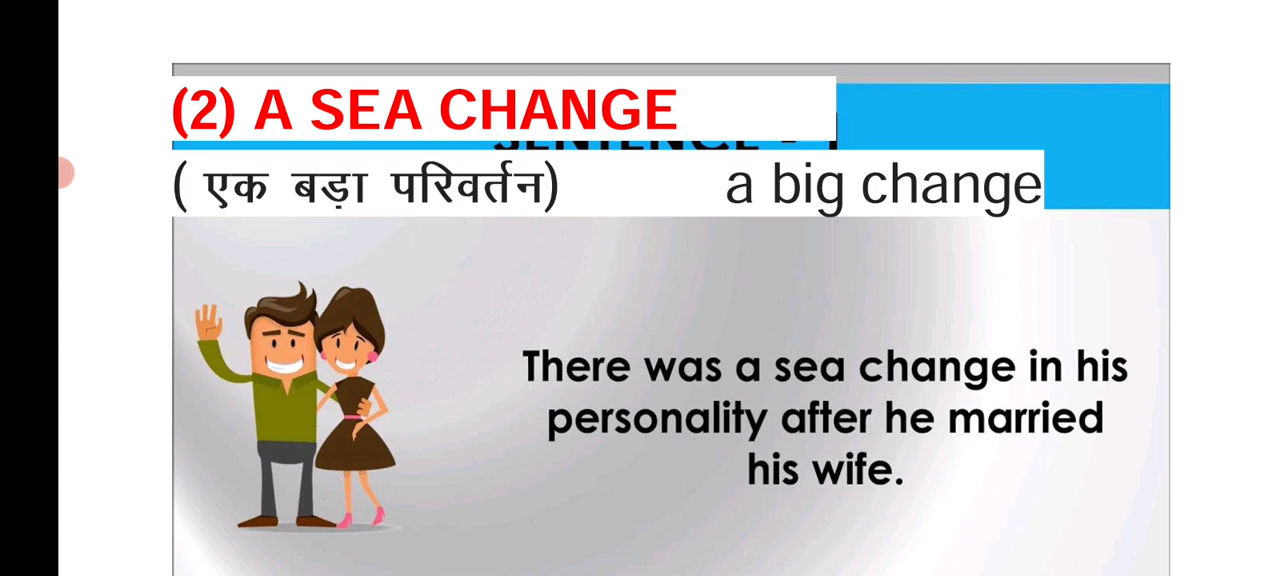 (2) A SEA CHANGE
( एक बड़ा परिवर्तन) a big change
There was a sea change in his
personality after he married
his wife.